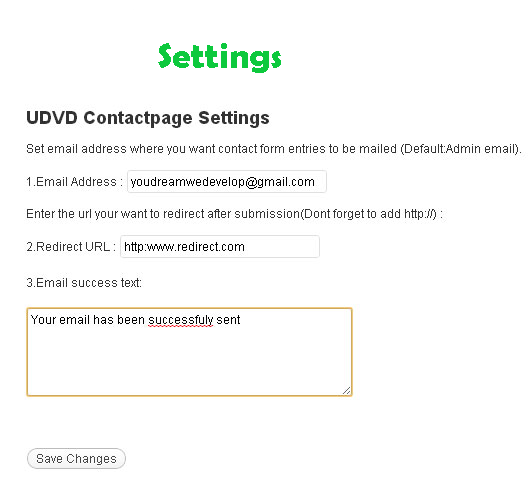 Settings
UDVD Contactpage Settings
Set email address where you want contact form entries to be mailed (Default:Admin email).
1.Email Address : youdreamwedevelop@gmail.com
Enter the url your want to redirect after submission(Dont forget to add http://) :
2.Redirect URL : http:www.redirect.com
3.Email success text:
Your email has been successfuly sent
Save Changes